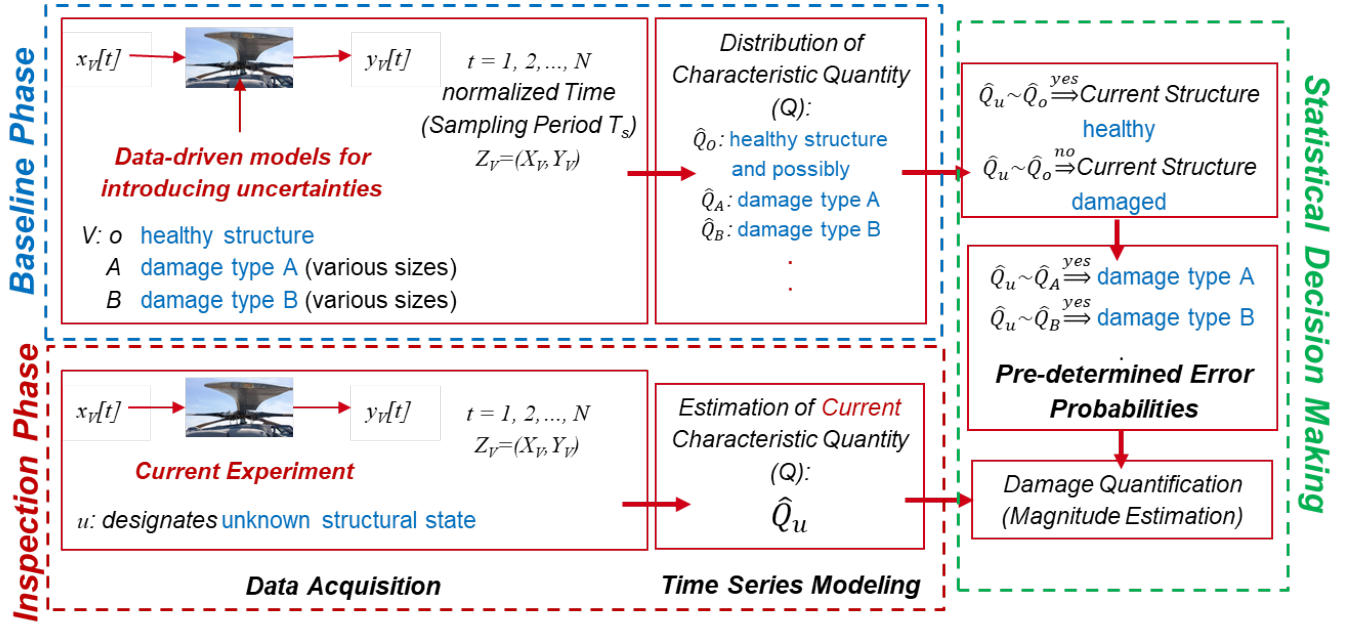 Baseline Phase
x_V[t]
y_V[t]
t = 1, 2,..., N
normalized Time
(Sampling Period T_s)
Z_V=(X_V,Y_V)
Data-driven models for
introducing uncertainties
V: o healthy structure
A damage type A (various sizes)
B damage type B (various sizes)
Distribution of
Characteristic Quantity
(Q):
Q̂_O: healthy structure
and possibly
Q̂_A: damage type A
Q̂_B: damage type B
.
.
Inspection Phase
x_V[t]
y_V[t]
t = 1, 2,..., N
Z_V=(X_V,Y_V)
Current Experiment
u: designates unknown structural state
Estimation of Current
Characteristic Quantity
(Q):
Q̂_u
Data Acquisition
Time Series Modeling
Statistical Decision Making
Q̂_u~Q̂_o yes ⇒ Current Structure
healthy
Q̂_u~Q̂_o no ⇒ Current Structure
damaged
Q̂_u~Q̂_A yes ⇒ damage type A
Q̂_u~Q̂_B yes ⇒ damage type B
.
Pre-determined Error
Probabilities
Damage Quantification
(Magnitude Estimation)